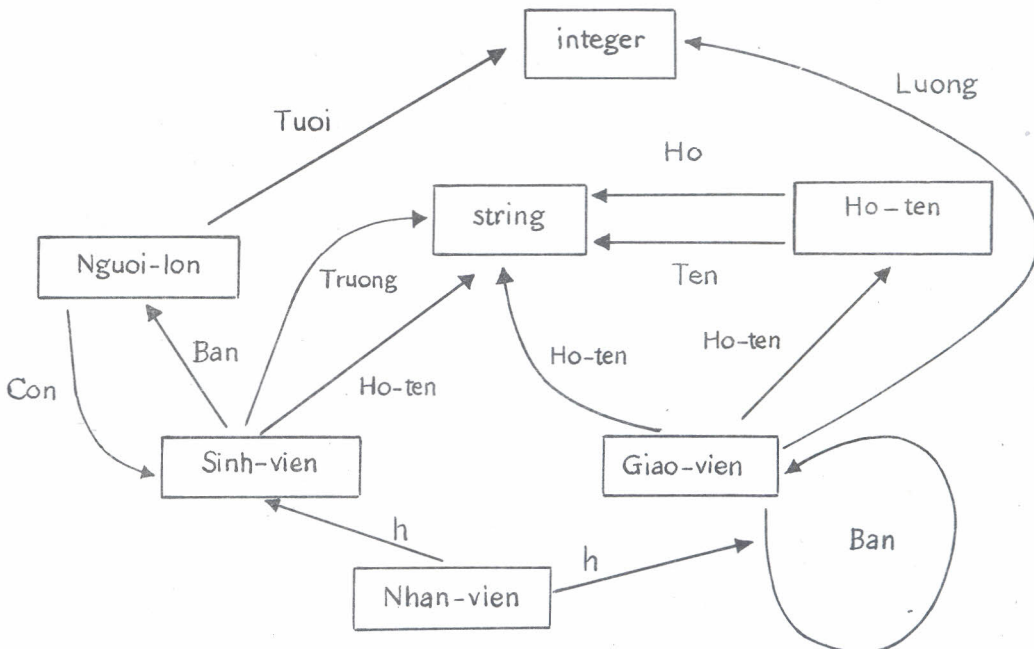 integer
Luong
Tuoi
Ho
string
Ho-ten
Nguoi-lon
Truong
Ten
Ban
Ho-ten
Ho-ten
Ho-ten
Con
Sinh-vien
Giao-vien
h
h
Ban
Nhan-vien